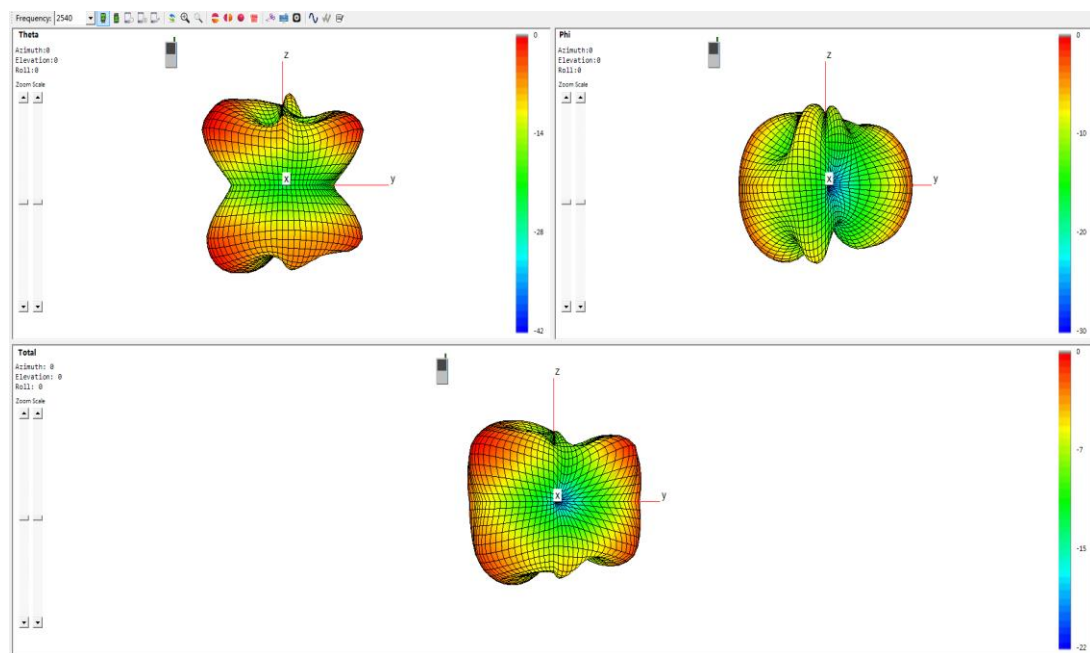 Frequency: 2540
Theta
Azimuth:0
Elevation:0
Roll:0
Zoom Scale
z
x
y
0
-14
-28
-42
Phi
Azimuth:0
Elevation:0
Roll:0
Zoom Scale
z
x
y
0
-10
-20
-30
Total
Azimuth: 0
Elevation: 0
Roll: 0
Zoom Scale
z
x
y
0
-7
-15
-22